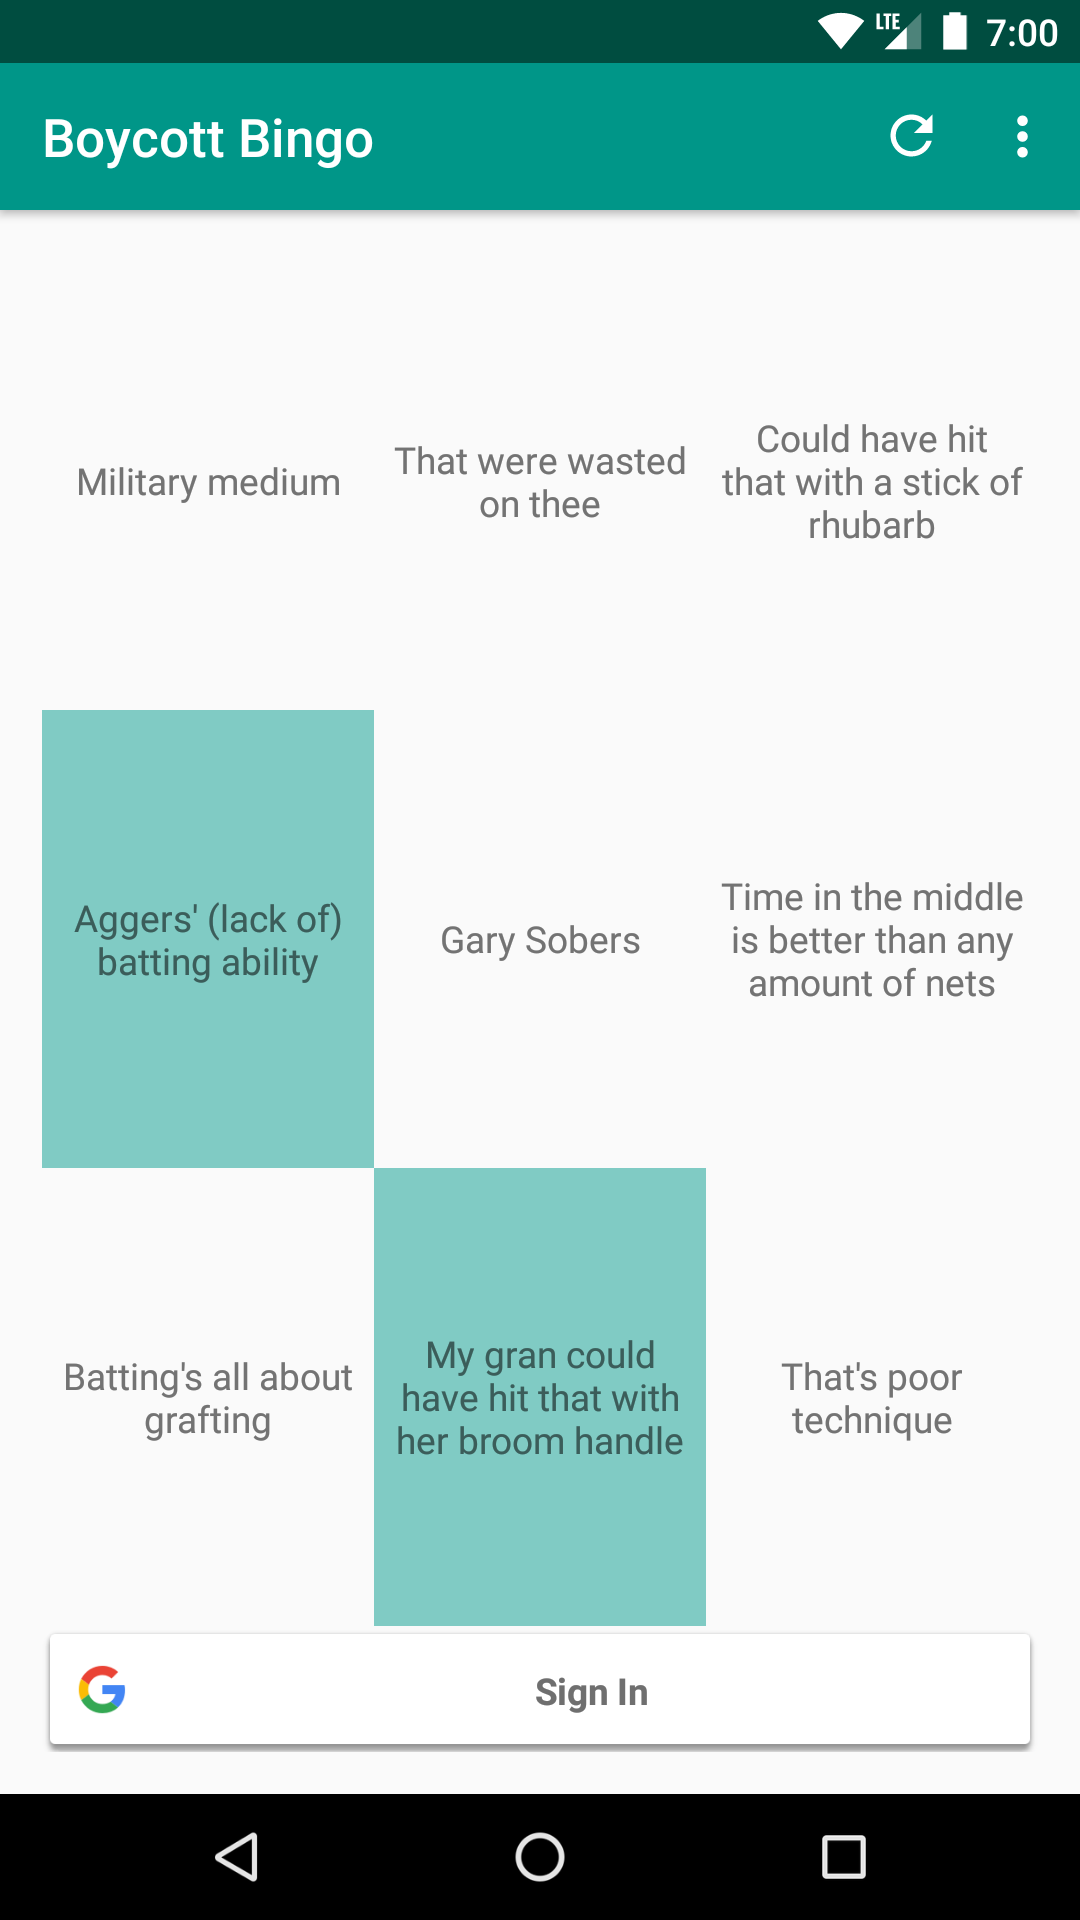 LTE 7:00
Boycott Bingo
Military medium
That were wasted
on thee
Could have hit
that with a stick of
rhubarb
Aggers' (lack of)
batting ability
Gary Sobers
Time in the middle
is better than any
amount of nets
Batting's all about
grafting
My gran could
have hit that with
her broom handle
That's poor
technique
Sign In